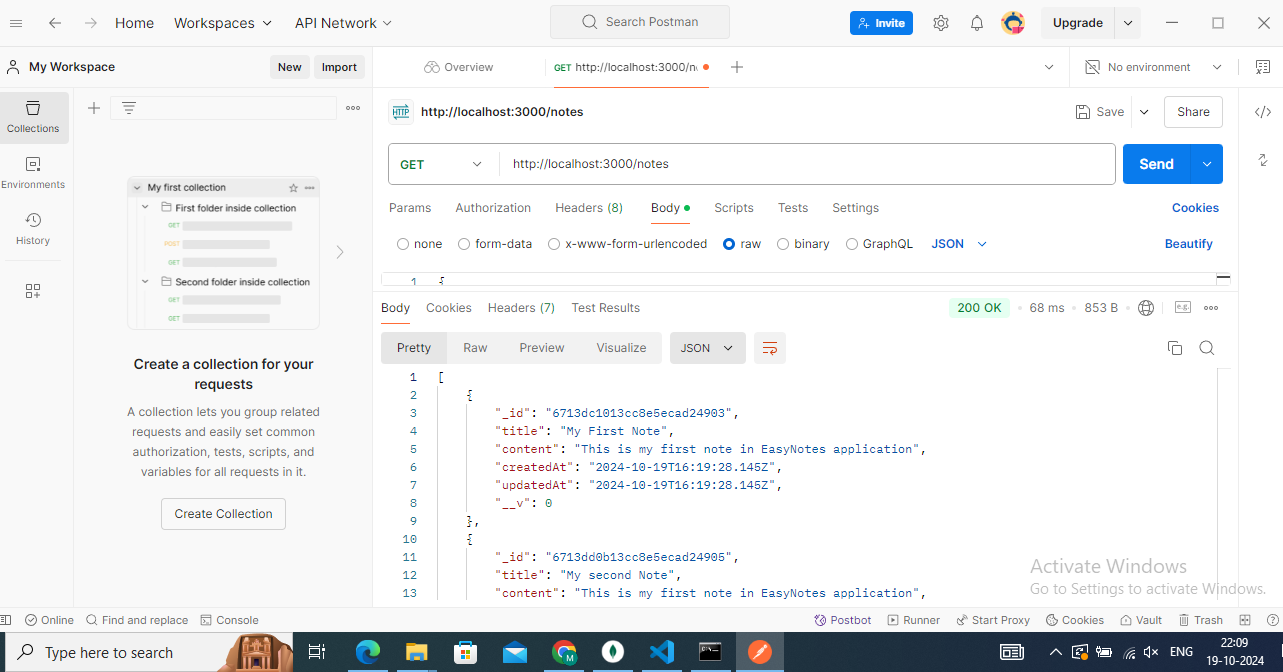 Home Workspaces API Network Search Postman Invite Upgrade
My Workspace New Import Overview GET http://localhost:3000/n No environment
Collections
Environments
History
My first collection
First folder inside collection
GET
POST
GET
Second folder inside collection
GET
GET
Create a collection for your
requests
A collection lets you group related
requests and easily set common
authorization, tests, scripts, and
variables for all requests in it.
Create Collection
HTTP http://localhost:3000/notes Save Share
GET http://localhost:3000/notes Send
Params Authorization Headers (8) Body Scripts Tests Settings Cookies
none form-data x-www-form-urlencoded raw binary GraphQL JSON Beautify
1 {
Body Cookies Headers (7) Test Results 200 OK 68 ms 853 B e.g.
Pretty Raw Preview Visualize JSON
1 [
2 {
3 "_id": "6713dc1013cc8e5ecad24903",
4 "title": "My First Note",
5 "content": "This is my first note in EasyNotes application",
6 "createdAt": "2024-10-19T16:19:28.145Z",
7 "updatedAt": "2024-10-19T16:19:28.145Z",
8 "__v": 0
9 },
10 {
11 "_id": "6713dd0b13cc8e5ecad24905",
12 "title": "My second Note",
13 "content": "This is my first note in EasyNotes application",
Activate Windows
Go to Settings to activate Windows.
Online Find and replace Console Postbot Runner Start Proxy Cookies Vault Trash
Type here to search ENG 22:09
19-10-2024